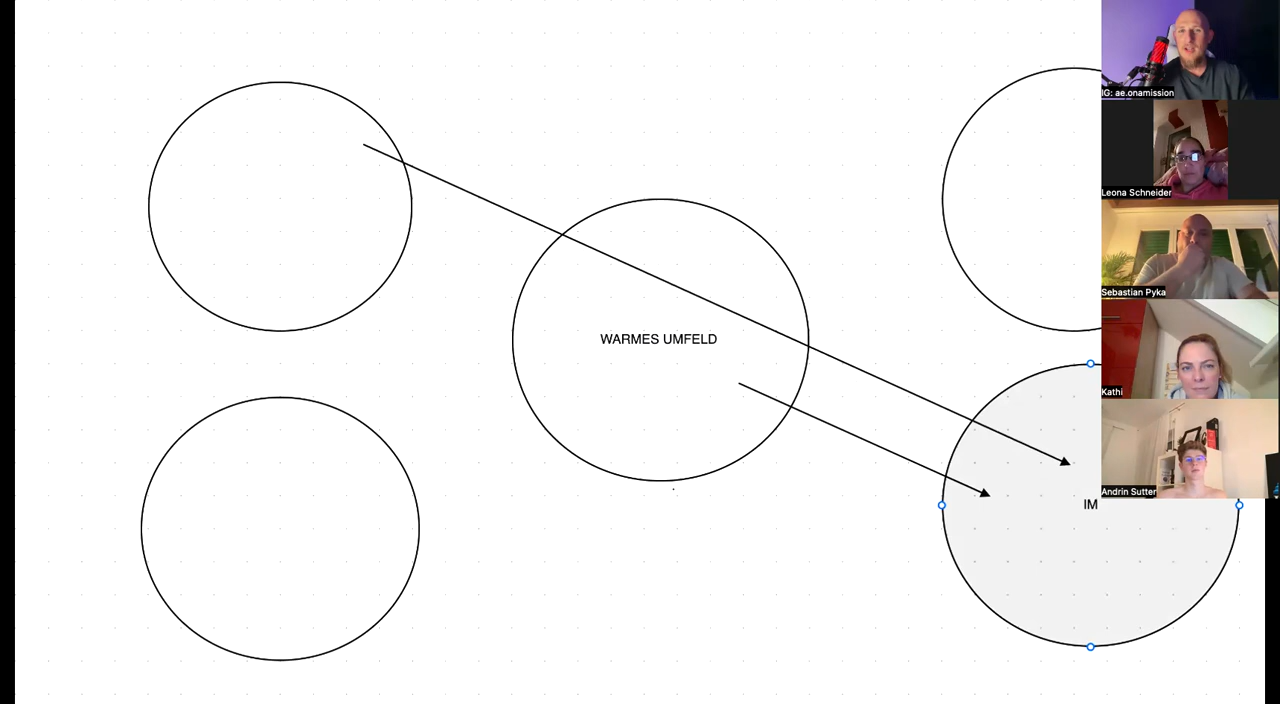 IG: ae.onamission
Leona Schneider
Sebastian Pyka
WARMES UMFELD
Kathi
Andrin Sutter
IM